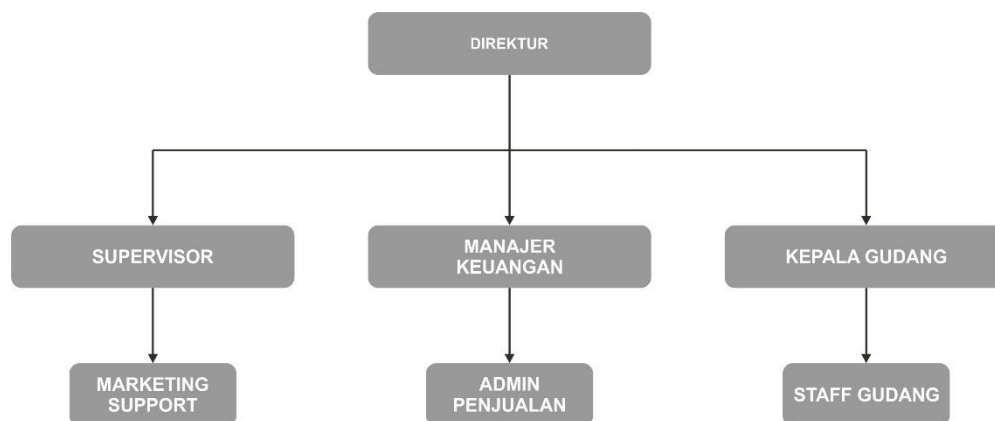 DIREKTUR
SUPERVISOR
MANAJER
KEUANGAN
KEPALA GUDANG
MARKETING
SUPPORT
ADMIN
PENJUALAN
STAFF GUDANG